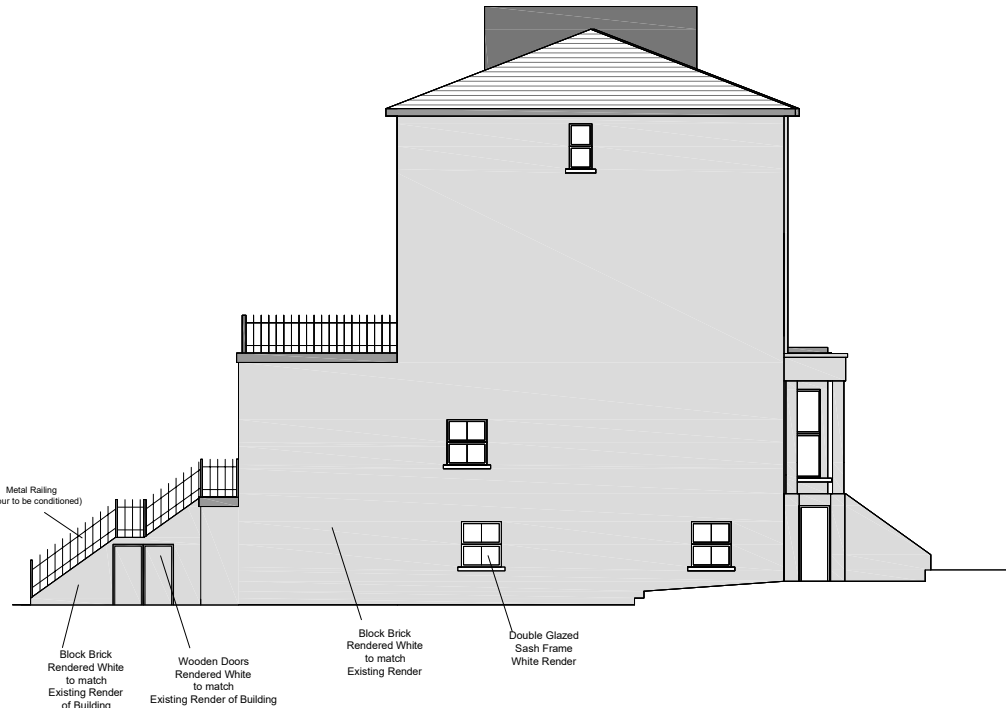 Metal Railing
to be conditioned)
Block Brick
Rendered White
to match
Existing Render
of Building
Wooden Doors
Rendered White
to match
Existing Render of Building
Block Brick
Rendered White
to match
Existing Render
Double Glazed
Sash Frame
White Render